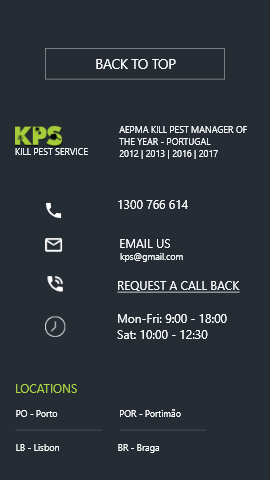 BACK TO TOP
KPS
KILL PEST SERVICE
AEPMA KILL PEST MANAGER OF
THE YEAR - PORTUGAL
2012 | 2013 | 2016 | 2017
1300 766 614
EMAIL US
kps@gmail.com
REQUEST A CALL BACK
Mon-Fri: 9:00 - 18:00
Sat: 10:00 - 12:30
LOCATIONS
PO - Porto
POR - Portimão
LB - Lisbon
BR - Braga